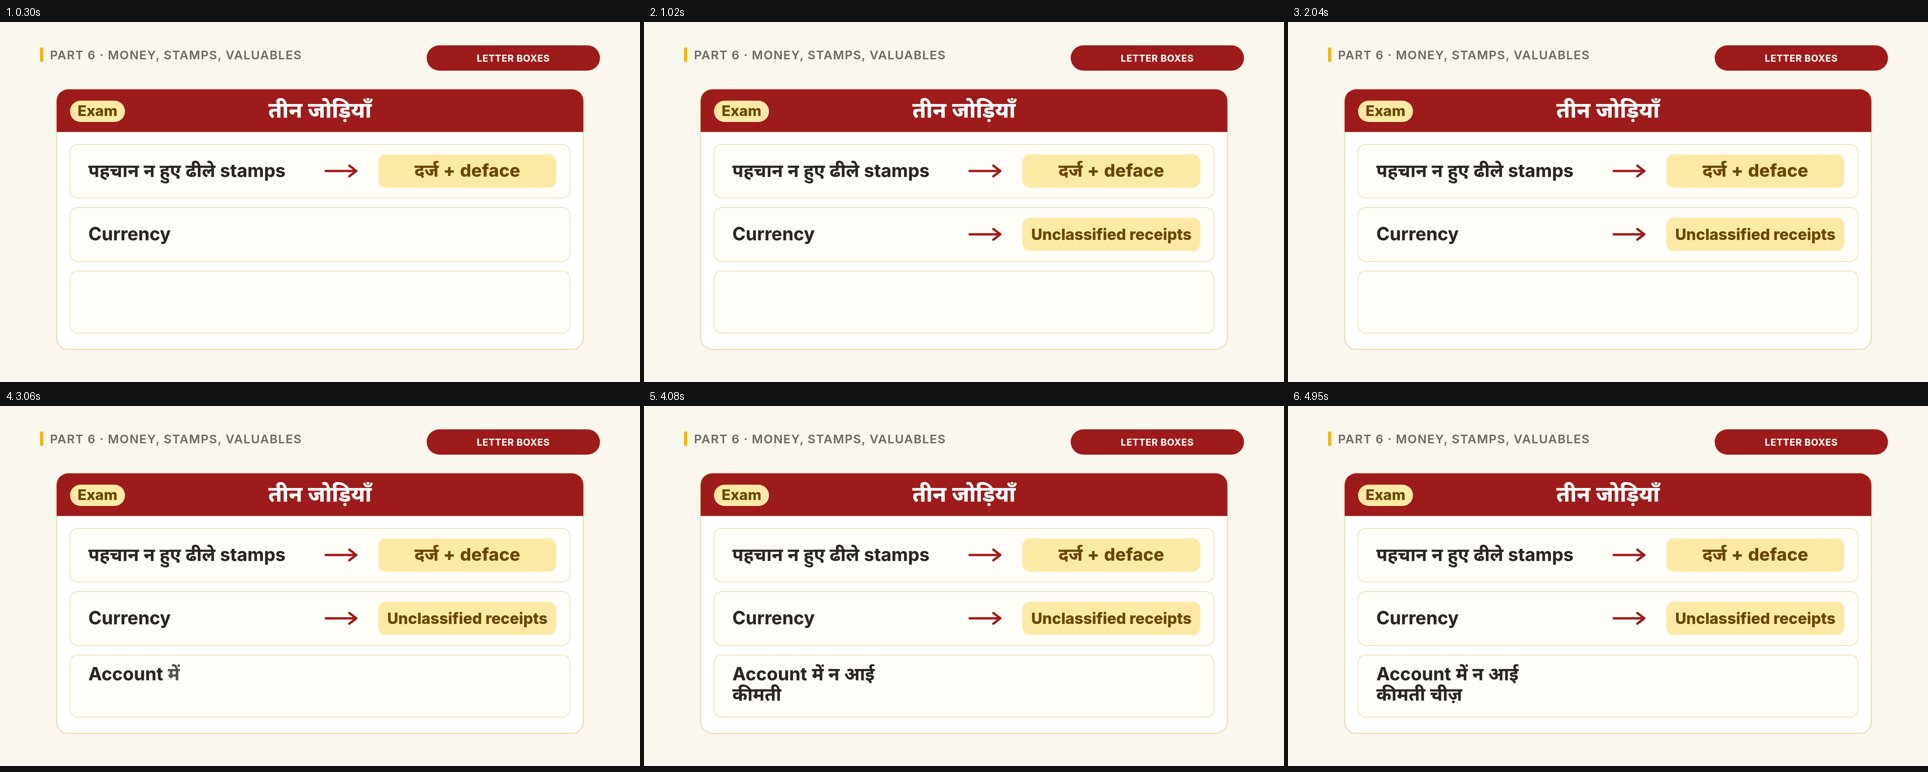 1. 0.30s
PART 6 · MONEY, STAMPS, VALUABLES
LETTER BOXES
Exam
तीन जोड़ियाँ
पहचान न हुए ढीले stamps → दर्ज + deface
Currency
2. 1.02s
PART 6 · MONEY, STAMPS, VALUABLES
LETTER BOXES
Exam
तीन जोड़ियाँ
पहचान न हुए ढीले stamps → दर्ज + deface
Currency → Unclassified receipts
3. 2.04s
PART 6 · MONEY, STAMPS, VALUABLES
LETTER BOXES
Exam
तीन जोड़ियाँ
पहचान न हुए ढीले stamps → दर्ज + deface
Currency → Unclassified receipts
4. 3.06s
PART 6 · MONEY, STAMPS, VALUABLES
LETTER BOXES
Exam
तीन जोड़ियाँ
पहचान न हुए ढीले stamps → दर्ज + deface
Currency → Unclassified receipts
Account में
5. 4.08s
PART 6 · MONEY, STAMPS, VALUABLES
LETTER BOXES
Exam
तीन जोड़ियाँ
पहचान न हुए ढीले stamps → दर्ज + deface
Currency → Unclassified receipts
Account में न आई
कीमती
6. 4.95s
PART 6 · MONEY, STAMPS, VALUABLES
LETTER BOXES
Exam
तीन जोड़ियाँ
पहचान न हुए ढीले stamps → दर्ज + deface
Currency → Unclassified receipts
Account में न आई
कीमती चीज़